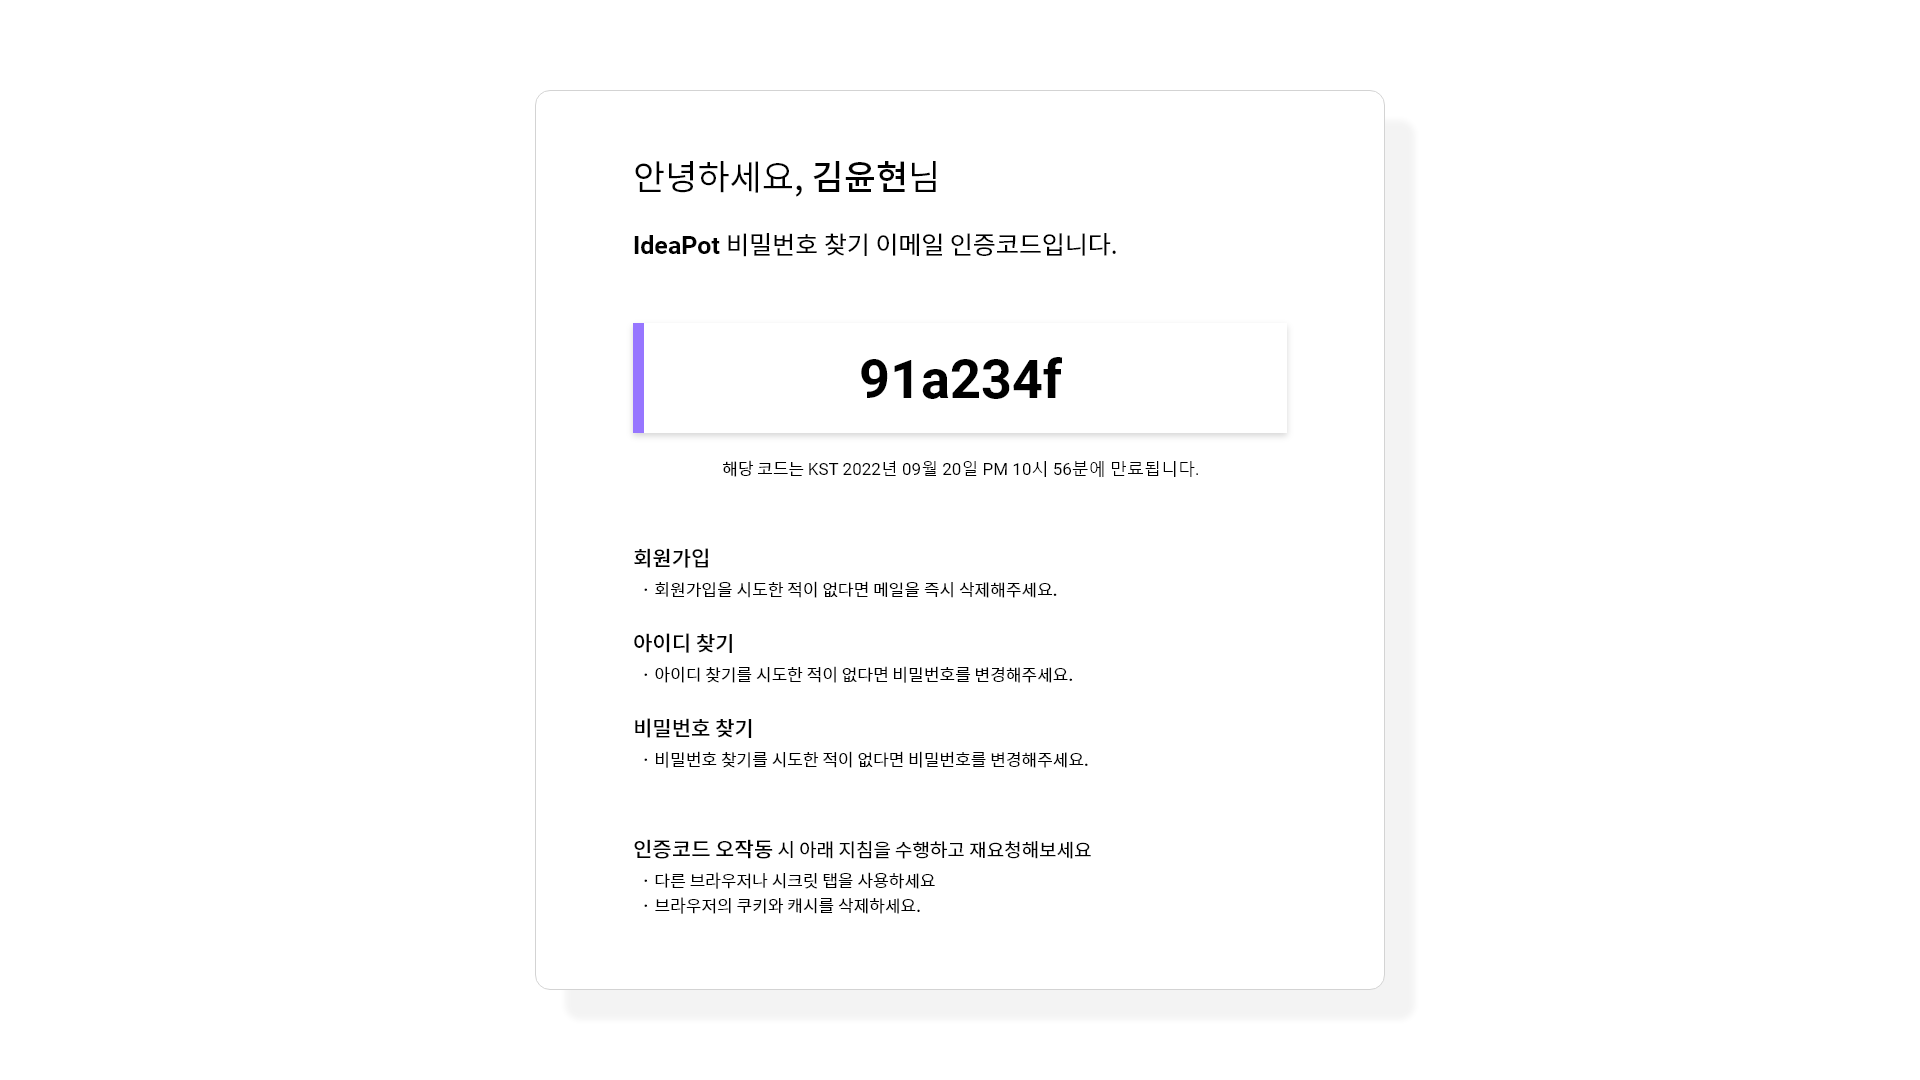 안녕하세요, 김윤현님
IdeaPot 비밀번호 찾기 이메일 인증코드입니다.
91a234f
해당 코드는 KST 2022년 09월 20일 PM 10시 56분에 만료됩니다.
회원가입
· 회원가입을 시도한 적이 없다면 메일을 즉시 삭제해주세요.
아이디 찾기
· 아이디 찾기를 시도한 적이 없다면 비밀번호를 변경해주세요.
비밀번호 찾기
· 비밀번호 찾기를 시도한 적이 없다면 비밀번호를 변경해주세요.
인증코드 오작동 시 아래 지침을 수행하고 재요청해보세요
· 다른 브라우저나 시크릿 탭을 사용하세요
· 브라우저의 쿠키와 캐시를 삭제하세요.